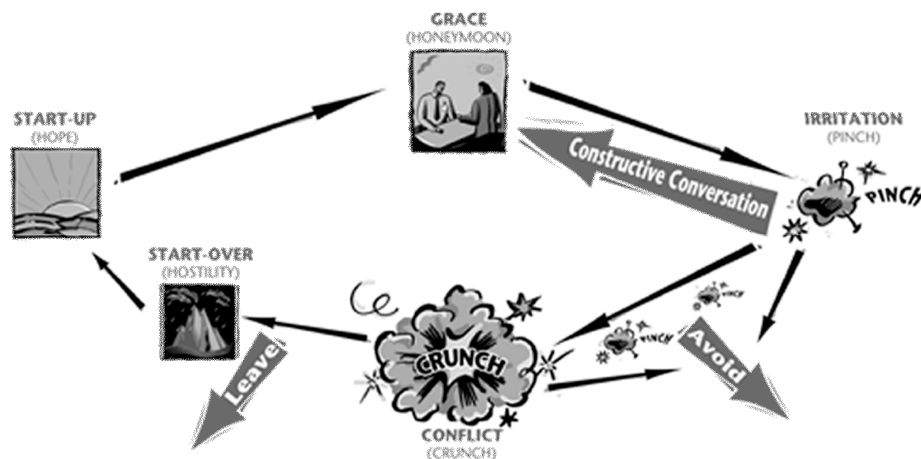 GRACE
(HONEYMOON)
START-UP
(HOPE)
IRRITATION
(PINCH)
Constructive Conversation
PINCH
START-OVER
(HOSTILITY)
PINCH
PINCH
CRUNCH
Avoid
Leave
CONFLICT
(CRUNCH)